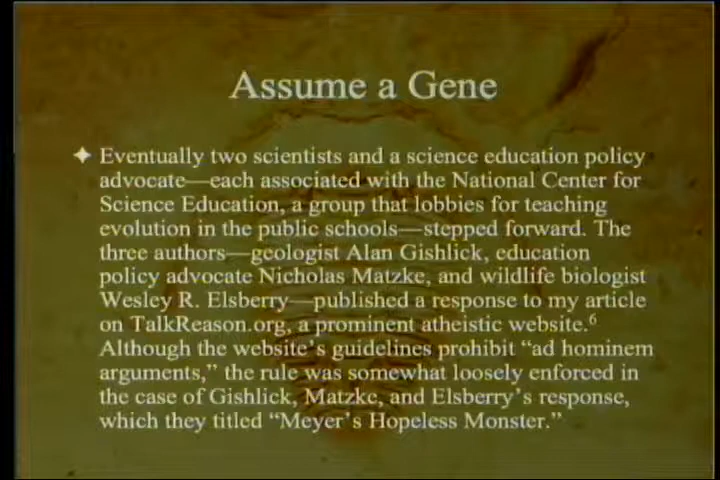 Assume a Gene
✦ Eventually two scientists and a science education policy
advocate—each associated with the National Center for
Science Education, a group that lobbies for teaching
evolution in the public schools—stepped forward. The
three authors—geologist Alan Gishlick, education
policy advocate Nicholas Matzke, and wildlife biologist
Wesley R. Elsberry—published a response to my article
on TalkReason.org, a prominent atheistic website.⁶
Although the website's guidelines prohibit “ad hominem
arguments,” the rule was somewhat loosely enforced in
the case of Gishlick, Matzke, and Elsberry's response,
which they titled “Meyer's Hopeless Monster.”